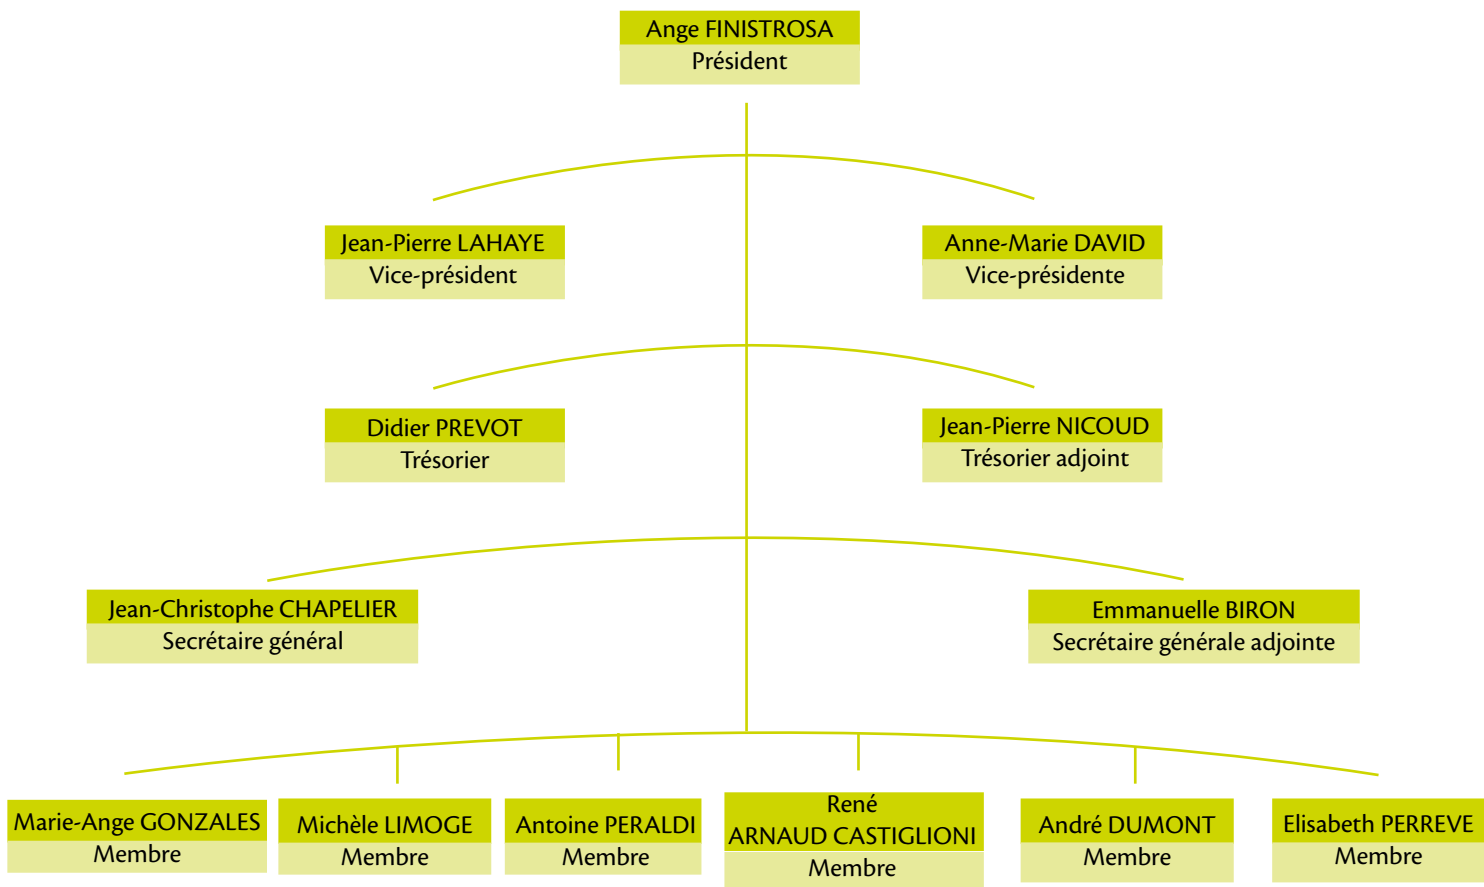 Ange FINISTROSA
Président
Jean-Pierre LAHAYE
Vice-président
Anne-Marie DAVID
Vice-présidente
Didier PREVOT
Trésorier
Jean-Pierre NICOUD
Trésorier adjoint
Jean-Christophe CHAPELIER
Secrétaire général
Emmanuelle BIRON
Secrétaire générale adjointe
Marie-Ange GONZALES
Membre
Michèle LIMOGE
Membre
Antoine PERALDI
Membre
René
ARNAUD CASTIGLIONI
Membre
André DUMONT
Membre
Elisabeth PERREVE
Membre